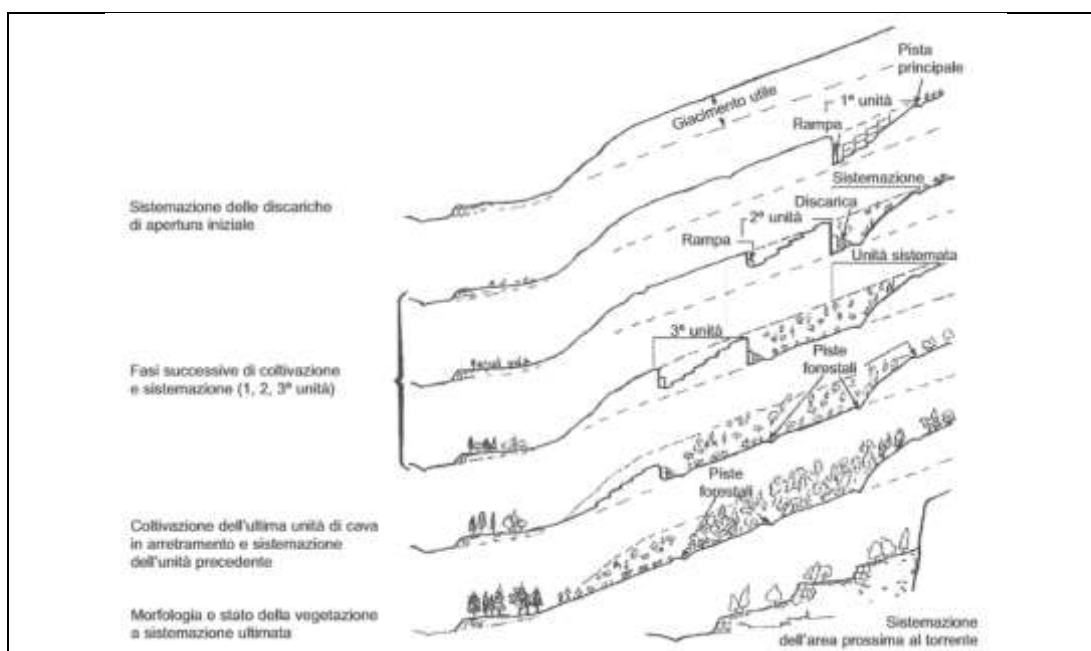 Pista
principale
Giacimento utile
1ª unità
Rampa
Sistemazione
Sistemazione delle discariche
di apertura iniziale
Discarica
2ª unità
Rampa
Unità sistemata
3ª unità
Fasi successive di coltivazione
e sistemazione (1, 2, 3ª unità)
Piste
forestali
Piste
forestali
Coltivazione dell'ultima unità di cava
in arretramento e sistemazione
dell'unità precedente
Morfologia e stato della vegetazione
a sistemazione ultimata
Sistemazione
dell'area prossima al torrente